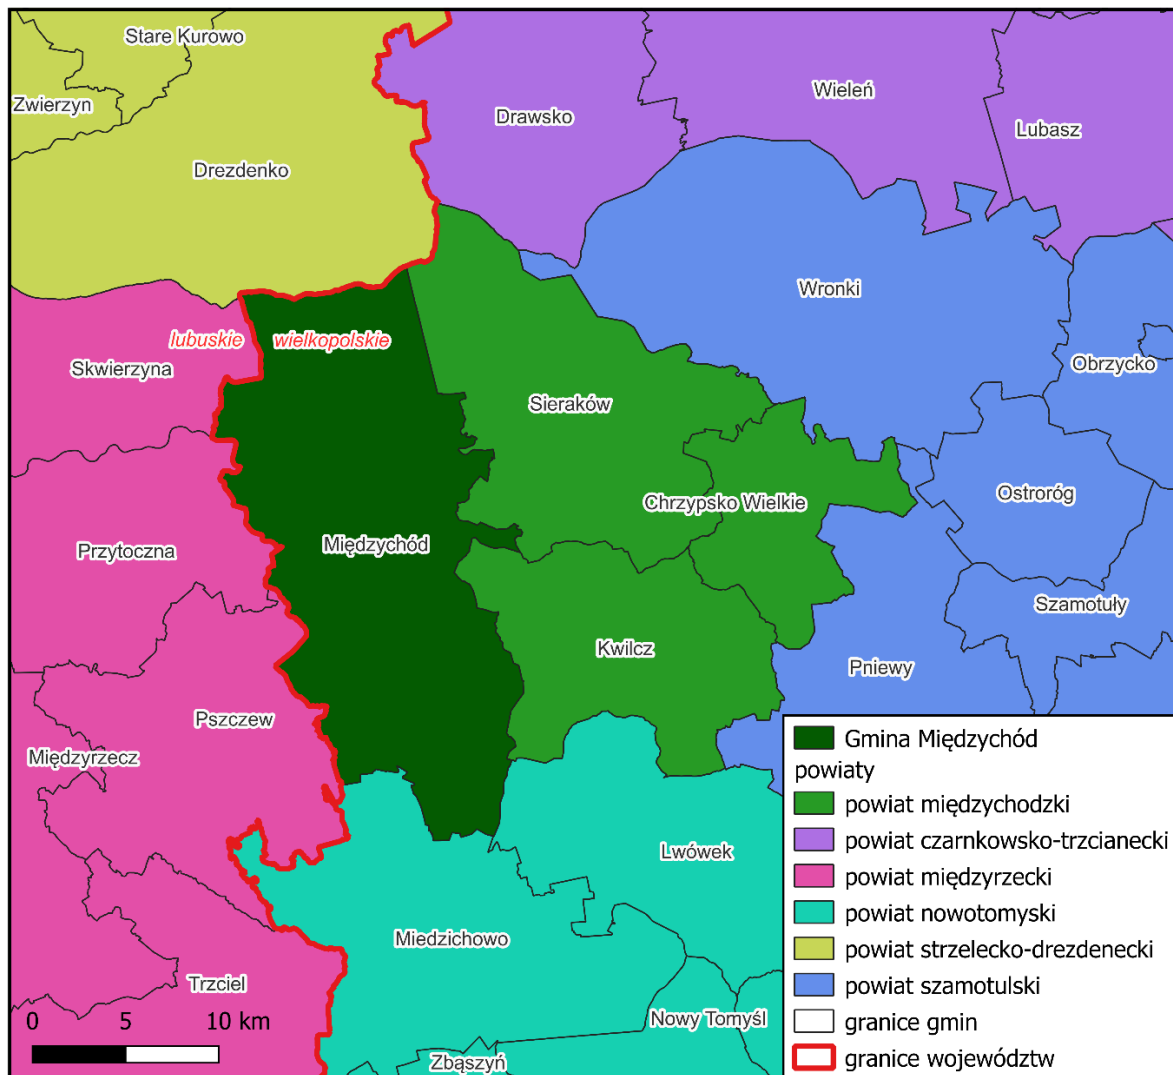 Stare Kurowo
Zwierzyn
Drawsko
Wieleń
Lubasz
Drezdenko
Wronki
lubuskie
wielkopolskie
Skwierzyna
Obrzycko
Sieraków
Chrzypsko Wielkie
Ostroróg
Międzychód
Przytoczna
Szamotuły
Kwilcz
Pniewy
Pszczew
Międzyrzecz
Lwówek
Miedzichowo
Trzciel
Nowy Tomyśl
Zbąszyń
0 5 10 km
Gmina Międzychód
powiaty
powiat międzychodzki
powiat czarnkowsko-trzcianecki
powiat międzyrzecki
powiat nowotomyski
powiat strzelecko-drezdenecki
powiat szamotulski
granice gmin
granice województw